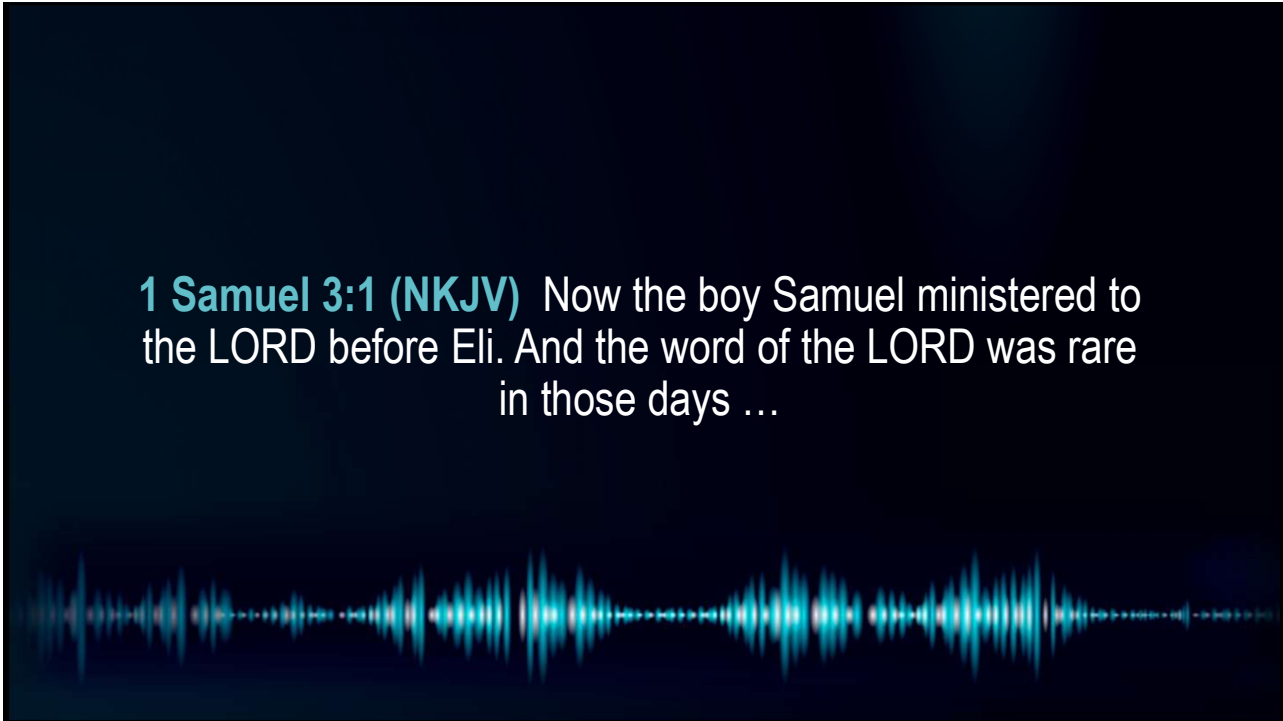 1 Samuel 3:1 (NKJV)  Now the boy Samuel ministered to
the LORD before Eli. And the word of the LORD was rare
in those days …